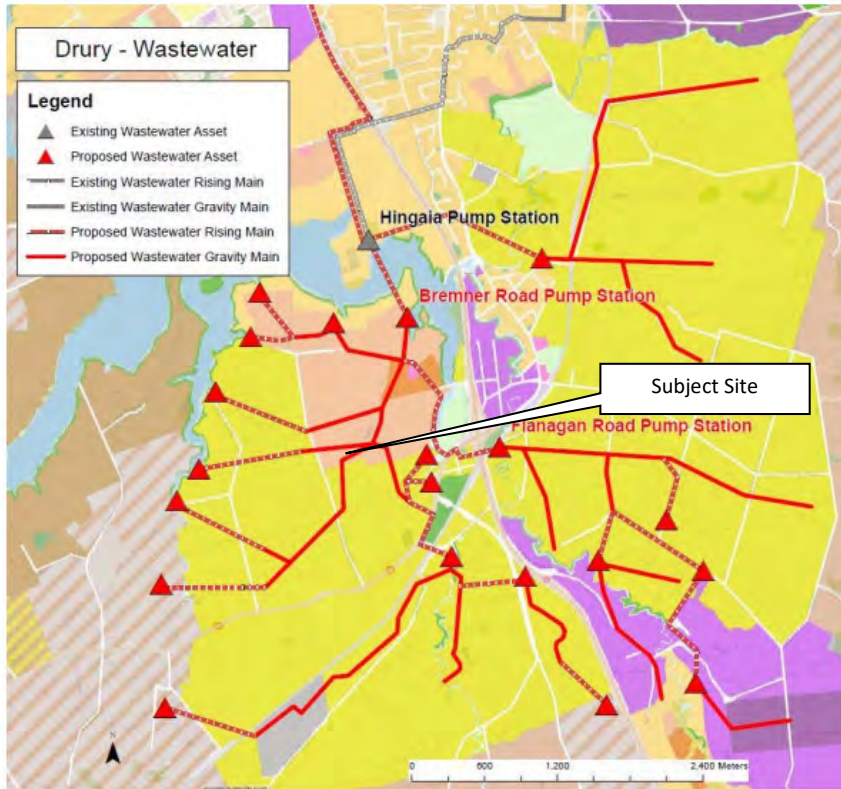 Drury - Wastewater
Legend
Existing Wastewater Asset
Proposed Wastewater Asset
Existing Wastewater Rising Main
Existing Wastewater Gravity Main
Proposed Wastewater Rising Main
Proposed Wastewater Gravity Main
Hingaia Pump Station
Bremner Road Pump Station
Subject Site
Flanagan Road Pump Station
N
0 600 1,200 2,400 Meters